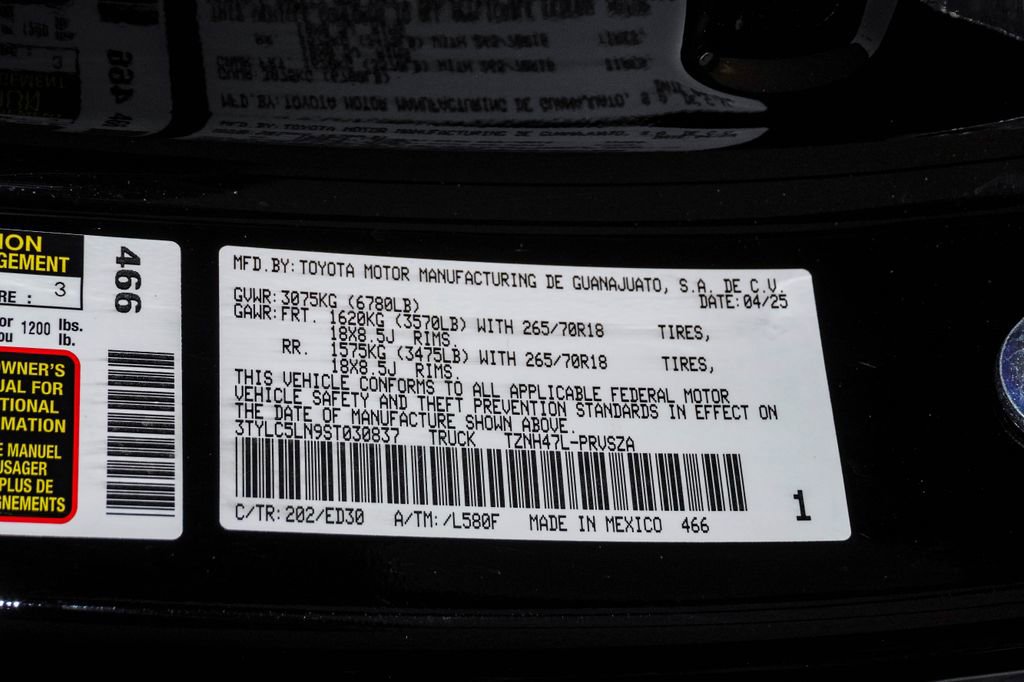 ION
GEMENT
RE : 3
or 1200 lbs.
ou lb.
WNER'S
UAL FOR
TIONAL
MATION
E MANUEL
USAGER
PLUS DE
GNEMENTS
466
MFD.BY:TOYOTA MOTOR MANUFACTURING DE GUANAJUATO, S.A. DE C.V.
DATE:04/25
GVWR:3075KG (6780LB)
GAWR:FRT. 1620KG (3570LB) WITH 265/70R18 TIRES,
18X8.5J RIMS.
RR. 1575KG (3475LB) WITH 265/70R18 TIRES,
18X8.5J RIMS.
THIS VEHICLE CONFORMS TO ALL APPLICABLE FEDERAL MOTOR
VEHICLE SAFETY AND THEFT PREVENTION STANDARDS IN EFFECT ON
THE DATE OF MANUFACTURE SHOWN ABOVE.
3TYLC5LN9ST030837 TRUCK TZNH47L-PRVSZA
1
C/TR:202/ED30 A/TM:/L580F MADE IN MEXICO 466